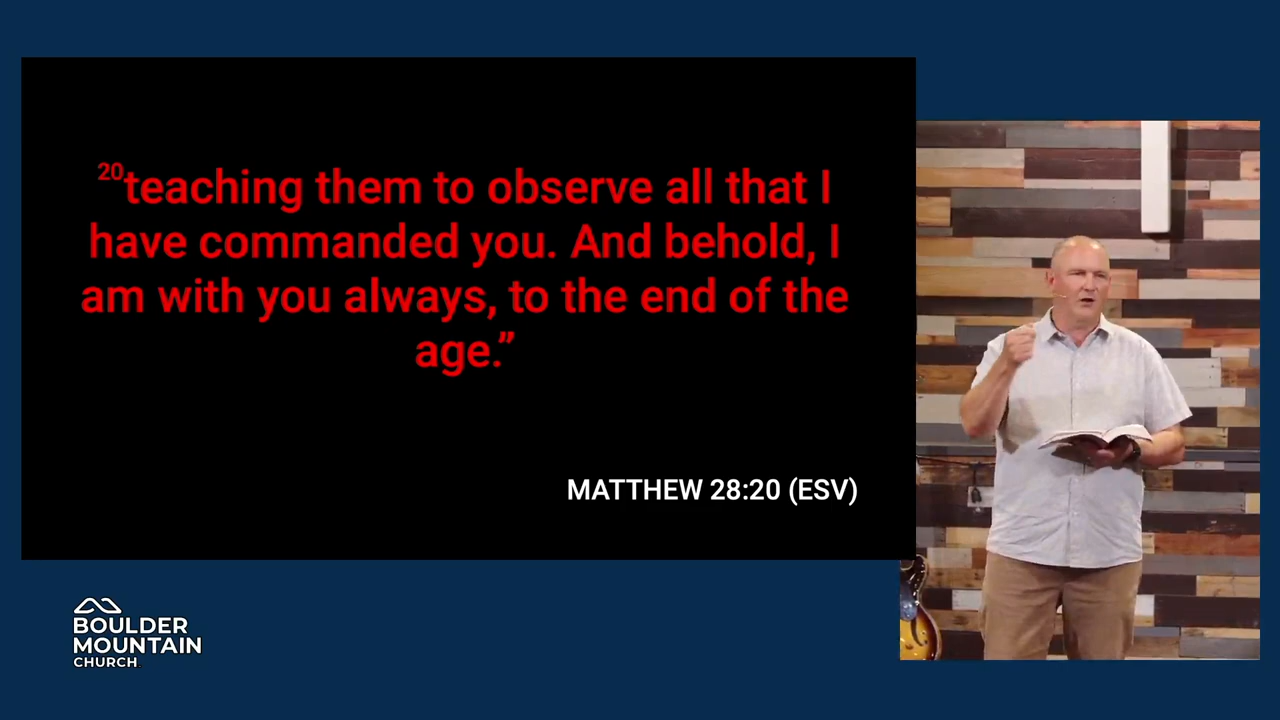 20teaching them to observe all that I
have commanded you. And behold, I
am with you always, to the end of the
age.”
MATTHEW 28:20 (ESV)
BOULDER
MOUNTAIN
CHURCH